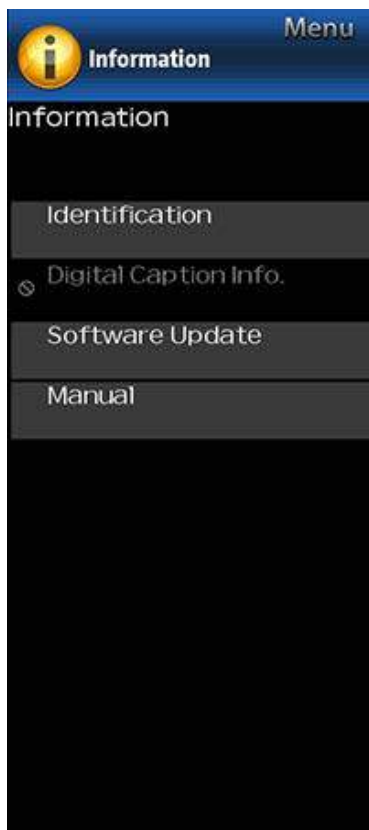 Menu
Information
Information
Identification
Digital Caption Info.
Software Update
Manual